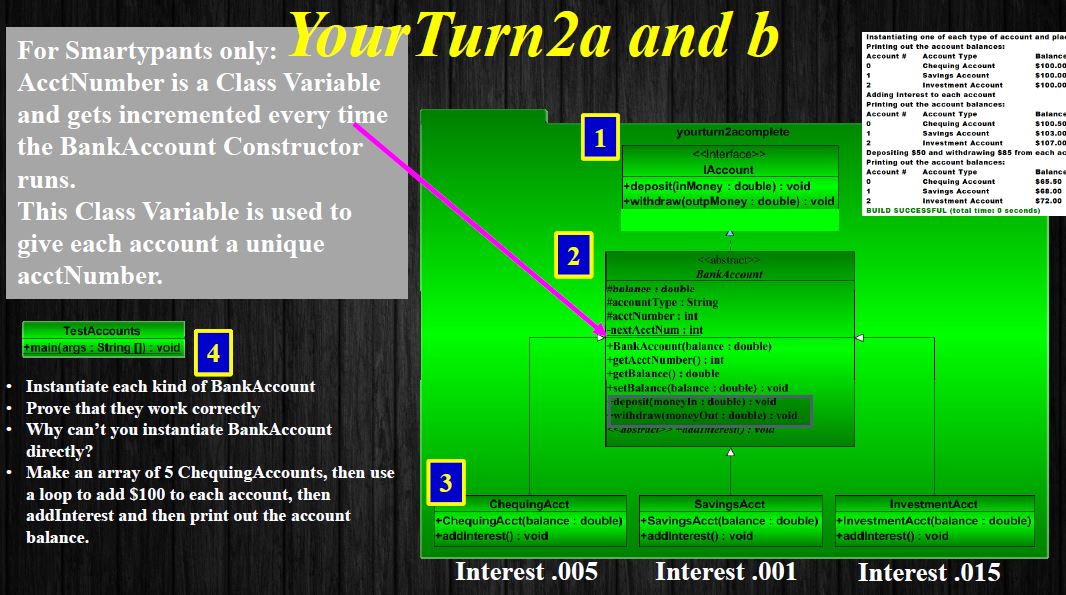 YourTurn2a and b
For Smartypants only:
AcctNumber is a Class Variable
and gets incremented every time
the BankAccount Constructor
runs.
This Class Variable is used to
give each account a unique
acctNumber.
TestAccounts
+main(args : String []) : void
4
• Instantiate each kind of BankAccount
• Prove that they work correctly
• Why can't you instantiate BankAccount
directly?
• Make an array of 5 ChequingAccounts, then use
a loop to add $100 to each account, then
addInterest and then print out the account
balance.
1
yourturn2acomplete
<<Interface>>
IAccount
+deposit(inMoney : double) : void
+withdraw(outpMoney : double) : void
2
<<abstract>>
BankAccount
#balance : double
#accountType : String
#acctNumber : int
-nextAcctNum : int
+BankAccount(balance : double)
+getAcctNumber() : int
+getBalance() : double
+setBalance(balance : double) : void
+deposit(moneyIn : double) : void
+withdraw(moneyOut : double) : void
<<abstract>> +addInterest() : void
3
ChequingAcct
+ChequingAcct(balance : double)
+addInterest() : void
SavingsAcct
+SavingsAcct(balance : double)
+addInterest() : void
InvestmentAcct
+InvestmentAcct(balance : double)
+addInterest() : void
Interest .005 Interest .001 Interest .015
Instantiating one of each type of account and
Printing out the account balances:
Account # Account Type Balance
0 Chequing Account $100.00
1 Savings Account $100.00
2 Investment Account $100.00
Adding Interest to each account
Printing out the account balances:
Account # Account Type Balance
0 Chequing Account $100.50
1 Savings Account $103.00
2 Investment Account $107.00
Depositing $50 and withdrawing $85 from each
Printing out the account balances:
Account # Account Type Balance
0 Chequing Account $65.50
1 Savings Account $68.00
2 Investment Account $72.00
BUILD SUCCESSFUL (total time: 0 seconds)